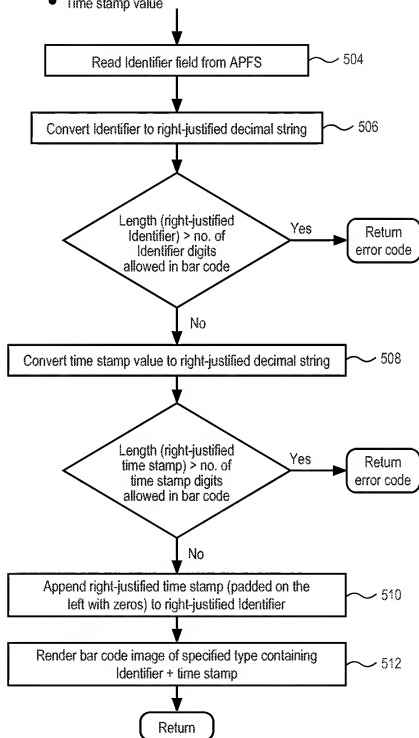 • Time stamp value
Read Identifier field from APFS
504
Convert Identifier to right-justified decimal string
506
Length (right-justified
Identifier) > no. of
Identifier digits
allowed in bar code
Yes
Return
error code
No
Convert time stamp value to right-justified decimal string
508
Length (right-justified
time stamp) > no. of
time stamp digits
allowed in bar code
Yes
Return
error code
No
Append right-justified time stamp (padded on the
left with zeros) to right-justified Identifier
510
Render bar code image of specified type containing
Identifier + time stamp
512
Return